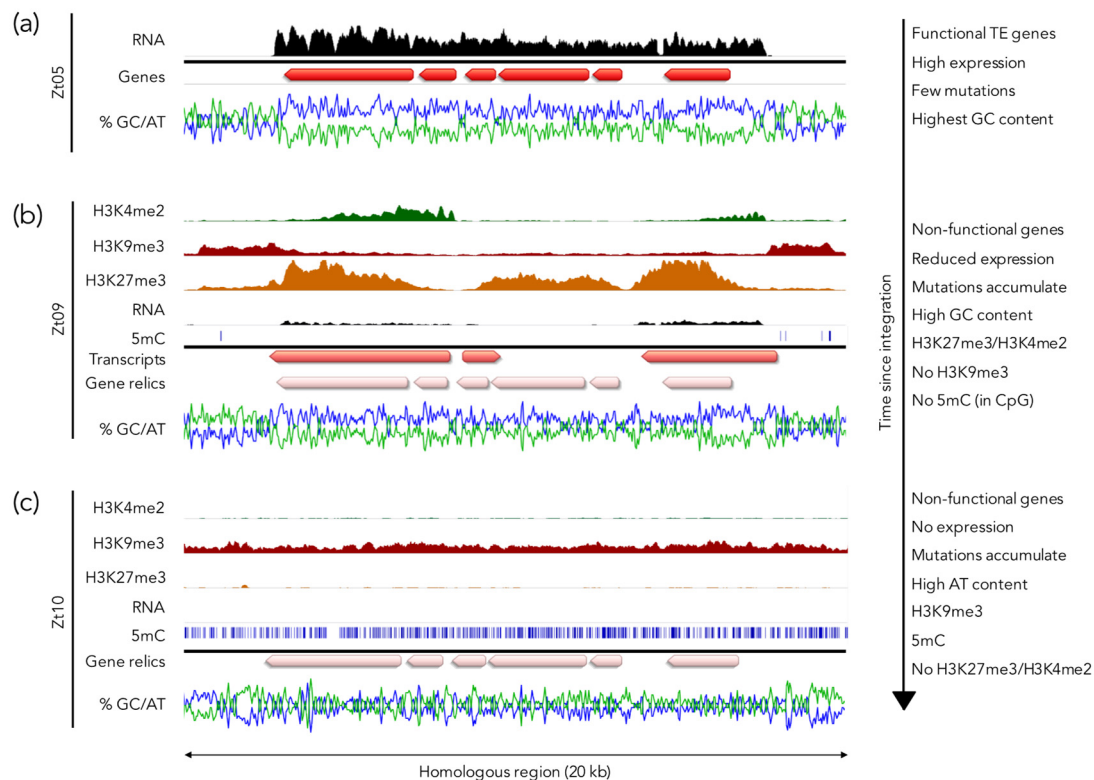 (a)
Zt05
RNA
Genes
% GC/AT
Functional TE genes
High expression
Few mutations
Highest GC content
(b)
Zt09
H3K4me2
H3K9me3
H3K27me3
RNA
5mC
Transcripts
Gene relics
% GC/AT
Non-functional genes
Reduced expression
Mutations accumulate
High GC content
H3K27me3/H3K4me2
No H3K9me3
No 5mC (in CpG)
Time since integration
(c)
Zt10
H3K4me2
H3K9me3
H3K27me3
RNA
5mC
Gene relics
% GC/AT
Non-functional genes
No expression
Mutations accumulate
High AT content
H3K9me3
5mC
No H3K27me3/H3K4me2
Homologous region (20 kb)